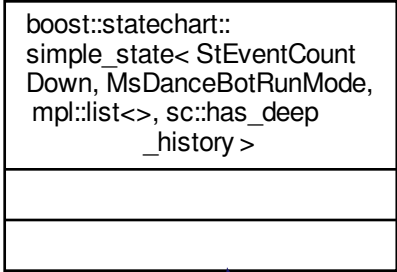 boost::statechart::
simple_state< StEventCount
Down, MsDanceBotRunMode,
mpl::list<>, sc::has_deep
_history >